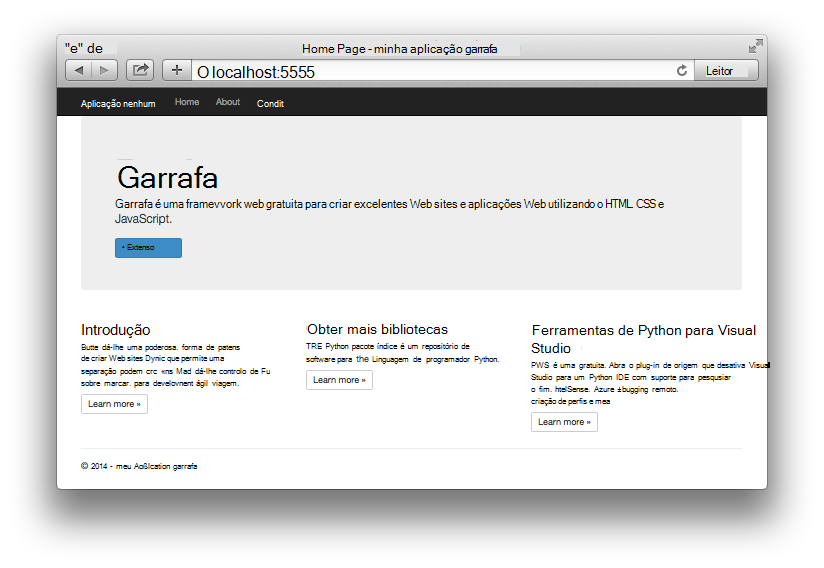 "e" de
Home Page - minha aplicação garrafa
O localhost:5555
Leitor
Aplicação nenhum Home About Condit
Garrafa
Garrafa é uma framevvork web gratuita para criar excelentes Web sites e aplicações Web utilizando o HTML CSS e
JavaScript.
• Extenso
Introdução
Butte dá-lhe uma poderosa. forma de patens
de criar Web sites Dynic que permite uma
separação podem crc «ns Mad dá-lhe controlo de Fu
sobre marcar. para develovnent ágil viagem.
Learn more »
Obter mais bibliotecas
TRE Python pacote índice é um repositório de
software para the Linguagem de programador Python.
Learn more »
Ferramentas de Python para Visual
Studio
PWS é uma gratuita. Abra o plug-in de origem que desativa Visual
Studio para um Python IDE com suporte para pesqusiar
o fim. htelSense. Azure ±bugging remoto.
criação de perfis e mea
Learn more »
© 2014 - meu Aoßlcation garrafa